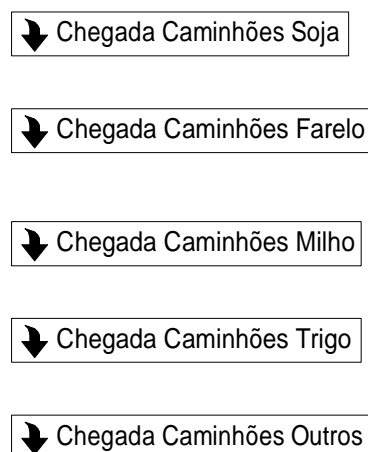 Chegada Caminhões Soja
Chegada Caminhões Farelo
Chegada Caminhões Milho
Chegada Caminhões Trigo
Chegada Caminhões Outros